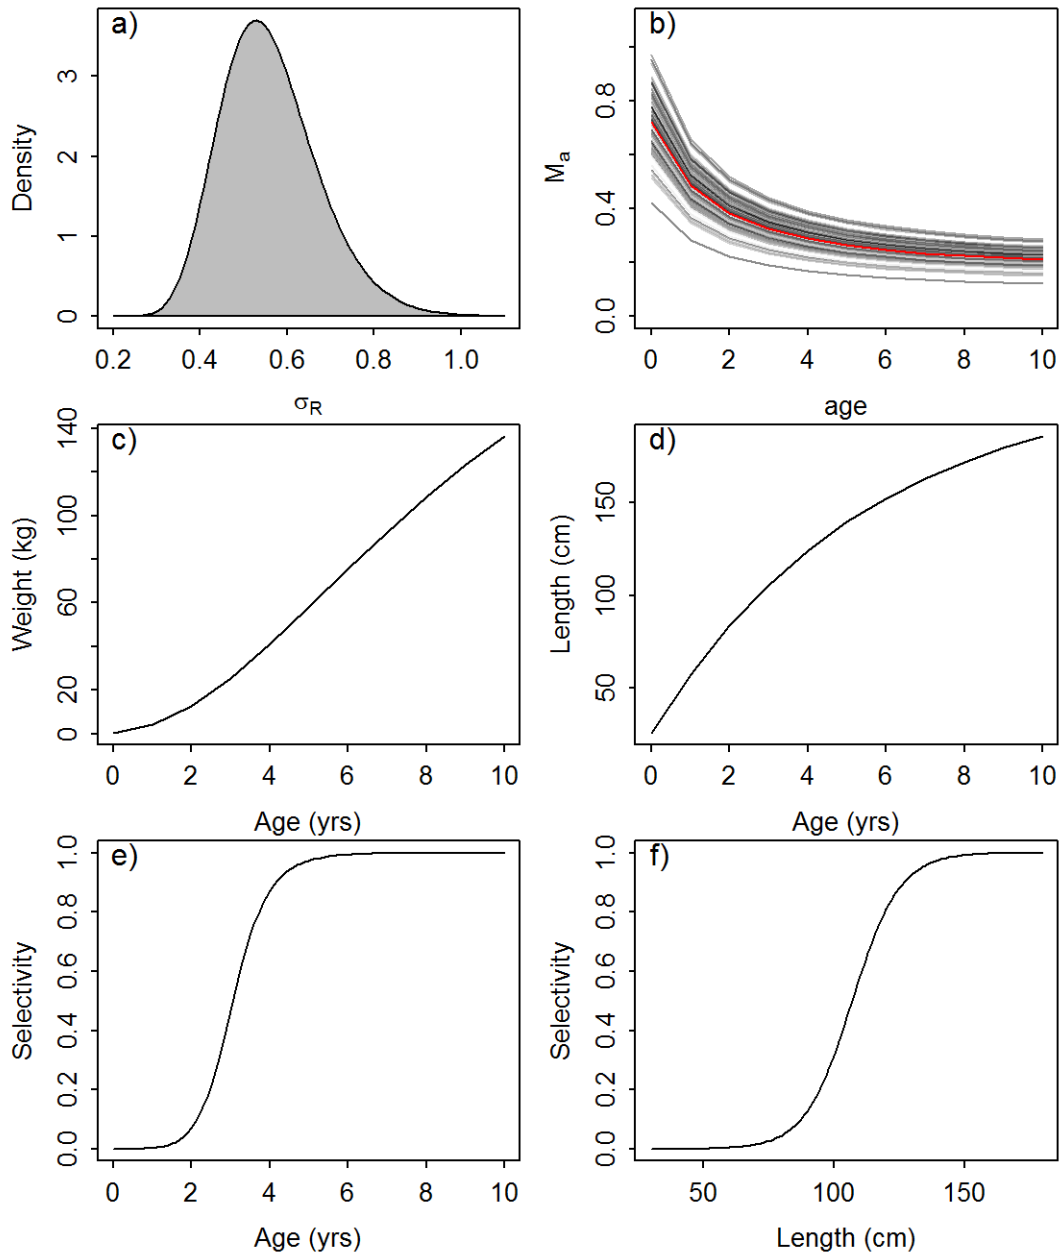 a)
Density
0 1 2 3
0.2 0.4 0.6 0.8 1.0
σR
b)
Ma
0.0 0.4 0.8
0 2 4 6 8 10
age
c)
Weight (kg)
0 20 60 100 140
0 2 4 6 8 10
Age (yrs)
d)
Length (cm)
50 100 150
0 2 4 6 8 10
Age (yrs)
e)
Selectivity
0.0 0.2 0.4 0.6 0.8 1.0
0 2 4 6 8 10
Age (yrs)
f)
Selectivity
0.0 0.2 0.4 0.6 0.8 1.0
50 100 150
Length (cm)